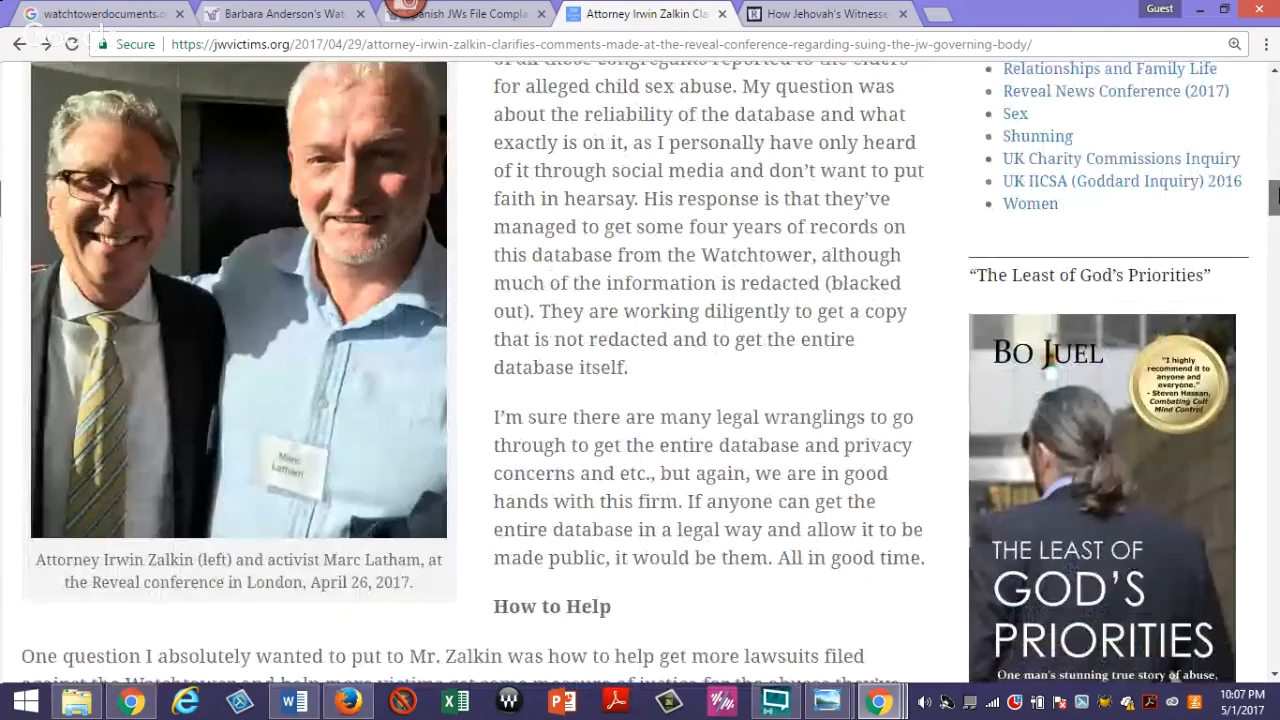 watchtowerdocuments.o
Barbara Anderson's Wat
panish JW File Compla
Attorney Irwin Zalkin Cla
How Jehovah's Witnesse
Guest
Secure
https://jwvictims.org/2017/04/29/attorney-irwin-zalkin-clarifies-comments-made-at-the-reveal-conference-regarding-suing-the-jw-governing-body/
of all those congregants reported to the elders
for alleged child sex abuse. My question was
about the reliability of the database and what
exactly is on it, as I personally have only heard
of it through social media and don't want to put
faith in hearsay. His response is that they've
managed to get some four years of records on
this database from the Watchtower, although
much of the information is redacted (blacked
out). They are working diligently to get a copy
that is not redacted and to get the entire
database itself.
I'm sure there are many legal wranglings to go
through to get the entire database and privacy
concerns and etc., but again, we are in good
hands with this firm. If anyone can get the
entire database in a legal way and allow it to be
made public, it would be them. All in good time.
Marc
Latham
Attorney Irwin Zalkin (left) and activist Marc Latham, at
the Reveal conference in London, April 26, 2017.
How to Help
One question I absolutely wanted to put to Mr. Zalkin was how to help get more lawsuits filed
Relationships and Family Life
Reveal News Conference (2017)
Sex
Shunning
UK Charity Commissions Inquiry
UK IICSA (Goddard Inquiry) 2016
Women
"The Least of God's Priorities"
BO JUEL
"I highly
recommend it to
anyone and
everyone."
- Steven Hassan,
Combating Cult
Mind Control
THE LEAST OF
GOD'S
PRIORITIES
One man's stunning true story of abuse,
10:07 PM
5/1/2017